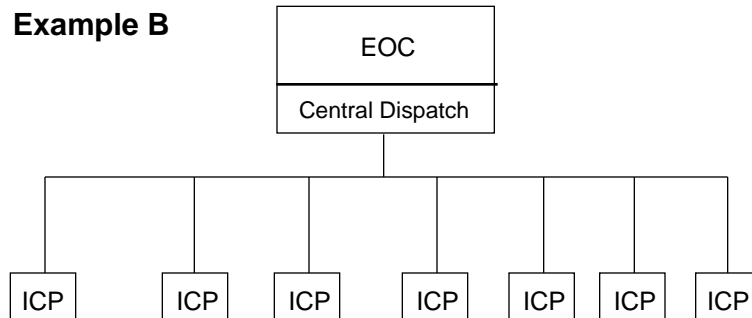 Example B
EOC
Central Dispatch
ICP ICP ICP ICP ICP ICP ICP